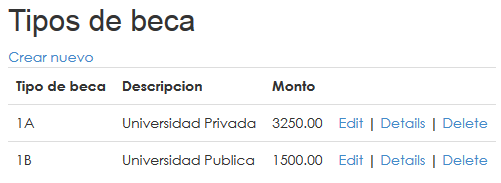 Tipos de beca
Crear nuevo
Tipo de beca Descripcion Monto
1A Universidad Privada 3250.00 Edit | Details | Delete
1B Universidad Publica 1500.00 Edit | Details | Delete